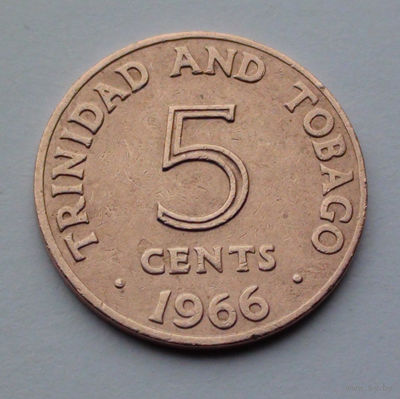 TRINIDAD AND TOBAGO
5
CENTS
· 1966 ·